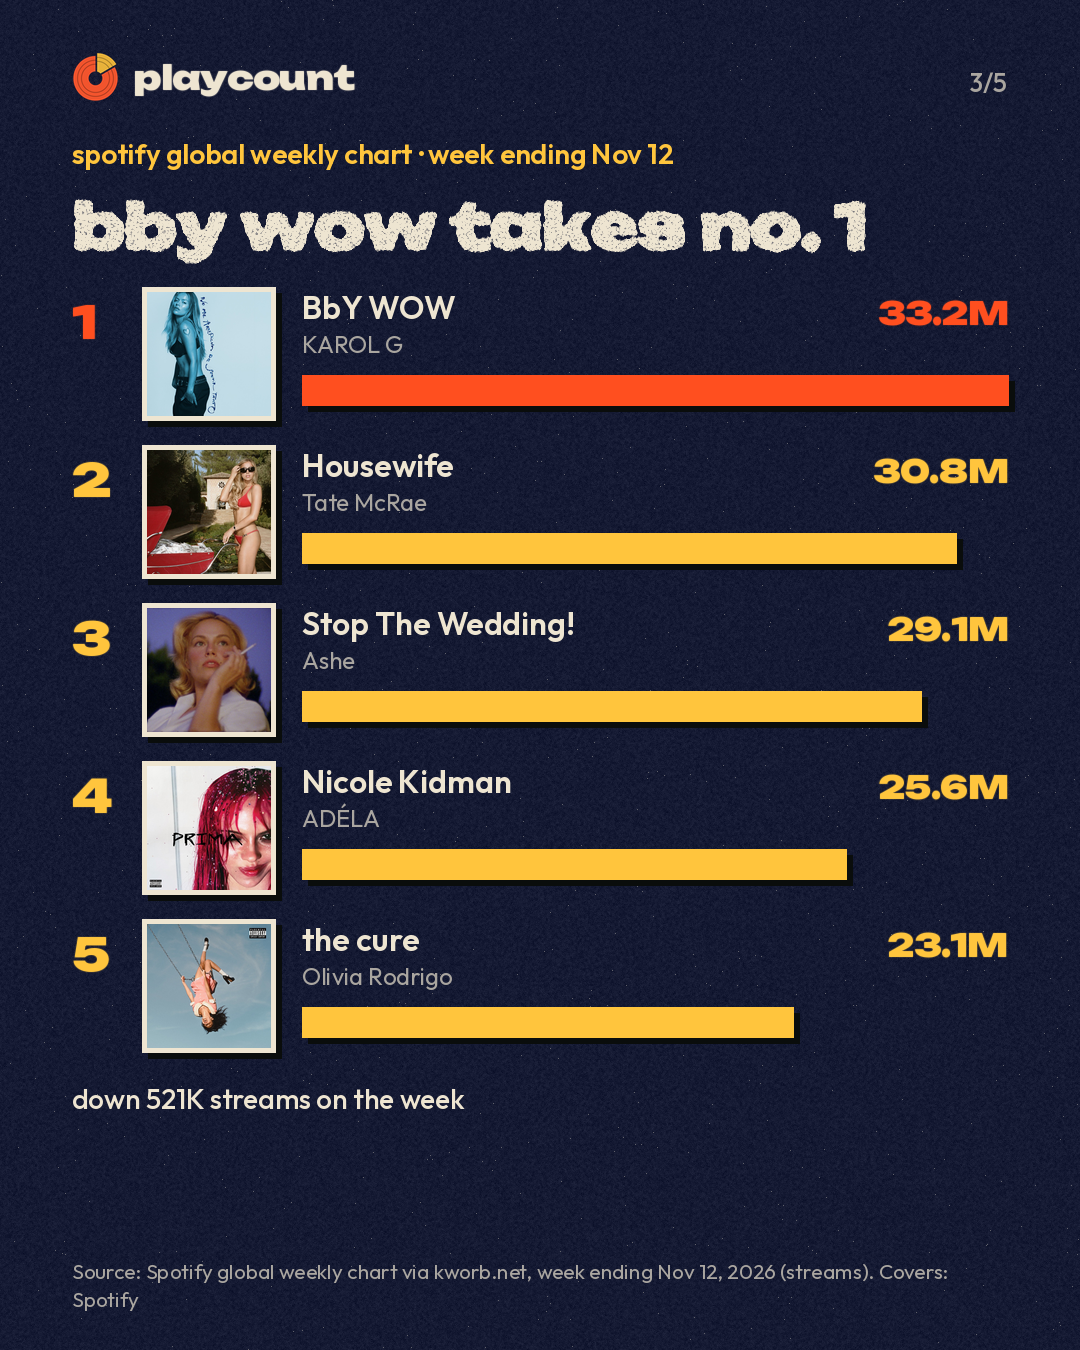 playcount
3/5
spotify global weekly chart · week ending Nov 12
bby wow takes no. 1
1
BbY WOW
33.2M
KAROL G
2
Housewife
30.8M
Tate McRae
3
Stop The Wedding!
29.1M
Ashe
4
PRIMA
Nicole Kidman
25.6M
ADÉLA
5
the cure
23.1M
Olivia Rodrigo
down 521K streams on the week
Source: Spotify global weekly chart via kworb.net, week ending Nov 12, 2026 (streams). Covers:
Spotify